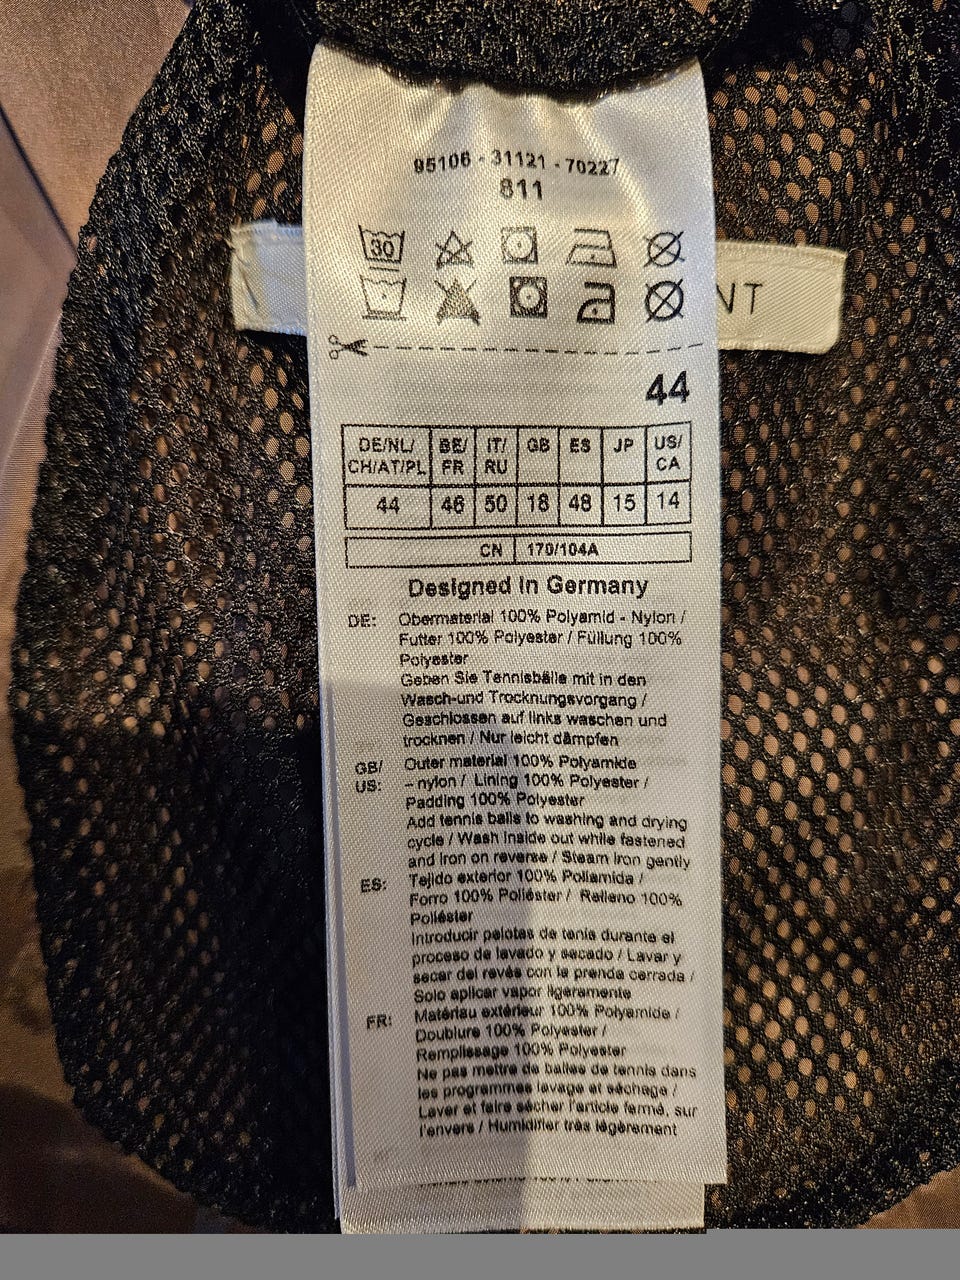 95106 - 31121 - 70227
811
30
NT
44
DE/NL/ CH/AT/PL BE/ FR IT/ RU GB ES JP US/ CA
44 46 50 18 48 15 14
CN 170/104A
Designed in Germany
DE: Obermaterial 100% Polyamid - Nylon /
Futter 100% Polyester / Füllung 100%
Polyester
Geben Sie Tennisbälle mit in den
Wasch-und Trocknungsvorgang /
Geschlossen auf links waschen und
trocknen / Nur leicht dämpfen
GB/ US: Outer material 100% Polyamide
– nylon / Lining 100% Polyester /
Padding 100% Polyester
Add tennis balls to washing and drying
cycle / Wash inside out while fastened
and iron on reverse / Steam iron gently
ES: Tejido exterior 100% Poliamida /
Forro 100% Poliéster / Relleno 100%
Poliéster
Introducir pelotas de tenis durante el
proceso de lavado y secado / Lavar y
secar del revés con la prenda cerrada /
Solo aplicar vapor ligeramente
FR: Matériau extérieur 100% Polyamide /
Doublure 100% Polyester /
Remplissage 100% Polyester
Ne pas mettre de balles de tennis dans
les programmes lavage et séchage /
Laver et faire sécher l'article fermé, sur
l'envers / Humidifier très légèrement